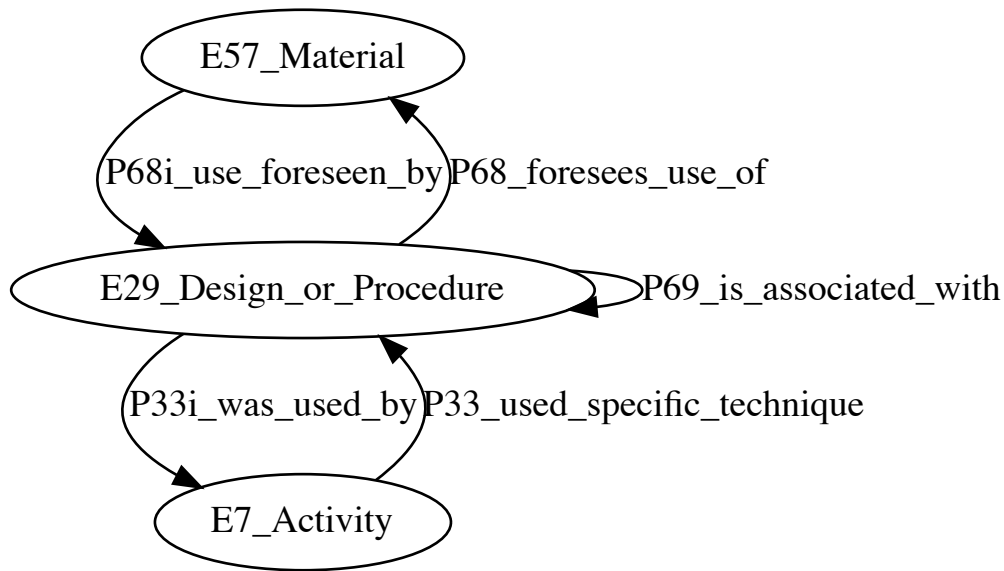 E57_Material
P68i_use_foreseen_by
P68_foresees_use_of
E29_Design_or_Procedure
P69_is_associated_with
P33i_was_used_by
P33_used_specific_technique
E7_Activity